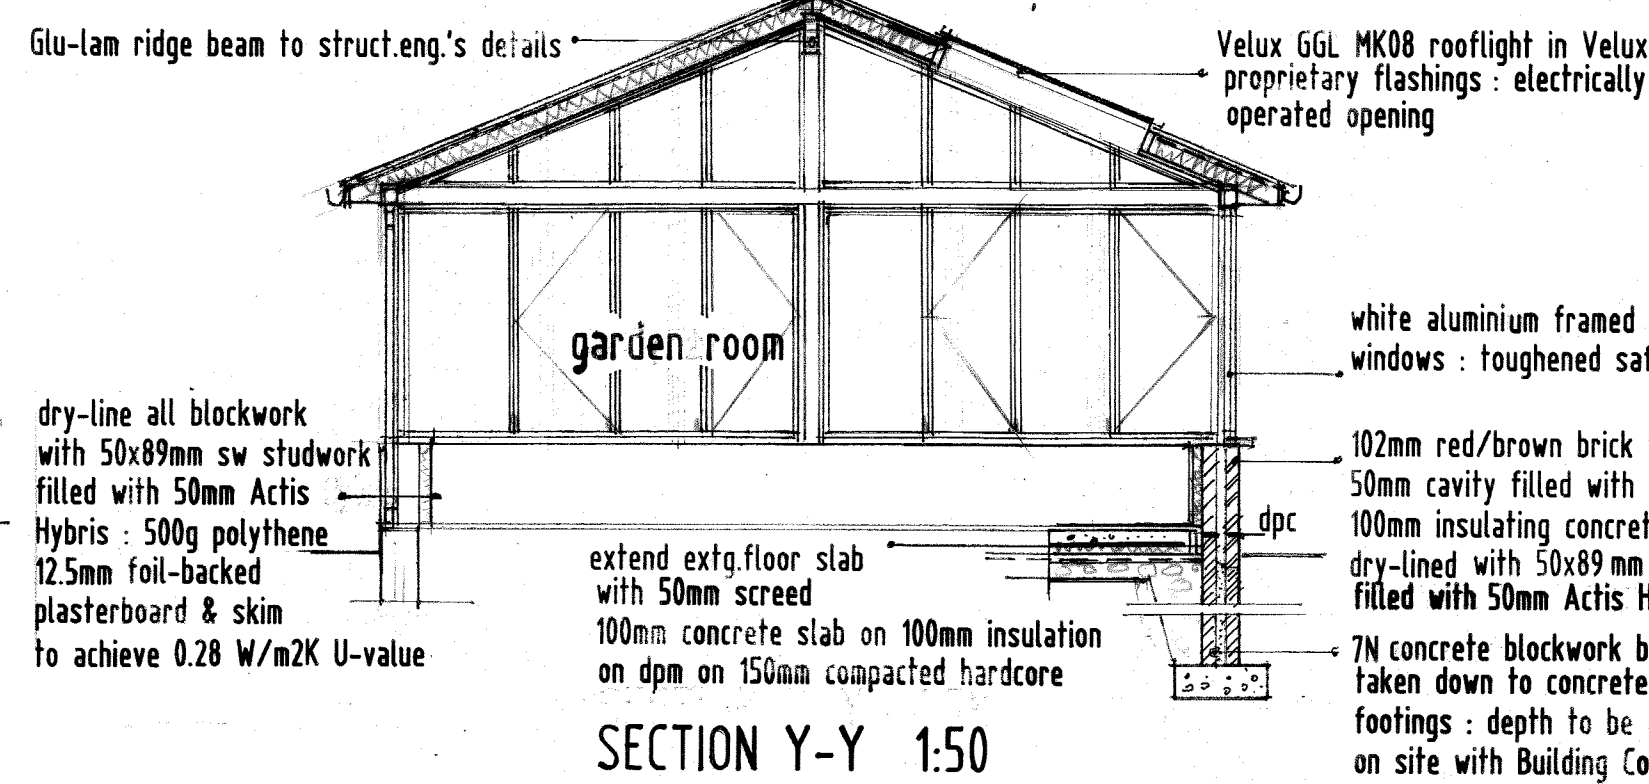 Glu-lam ridge beam to struct.eng.'s details
Velux GGL MK08 rooflight in Velux
proprietary flashings : electrically
operated opening
garden room
white aluminium framed
windows : toughened
dry-line all blockwork
with 50x89mm sw studwork
filled with 50mm Actis
Hybris : 500g polythene
12.5mm foil-backed
plasterboard & skim
to achieve 0.28 W/m2K U-value
102mm red/brown brick
50mm cavity filled with
100mm insulating
dry-lined with 50x89mm
filled with 50mm Actis
dpc
extend extg.floor slab
with 50mm screed
100mm concrete slab on 100mm insulation
on dpm on 150mm compacted hardcore
7N concrete blockwork
taken down to concrete
footings : depth to be
on site with Building
SECTION Y-Y 1:50